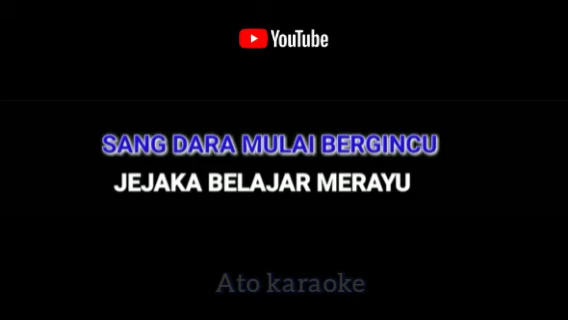 YouTube
SANG DARA MULAI BERGINCU
JEJAKA BELAJAR MERAYU
Ato karaoke